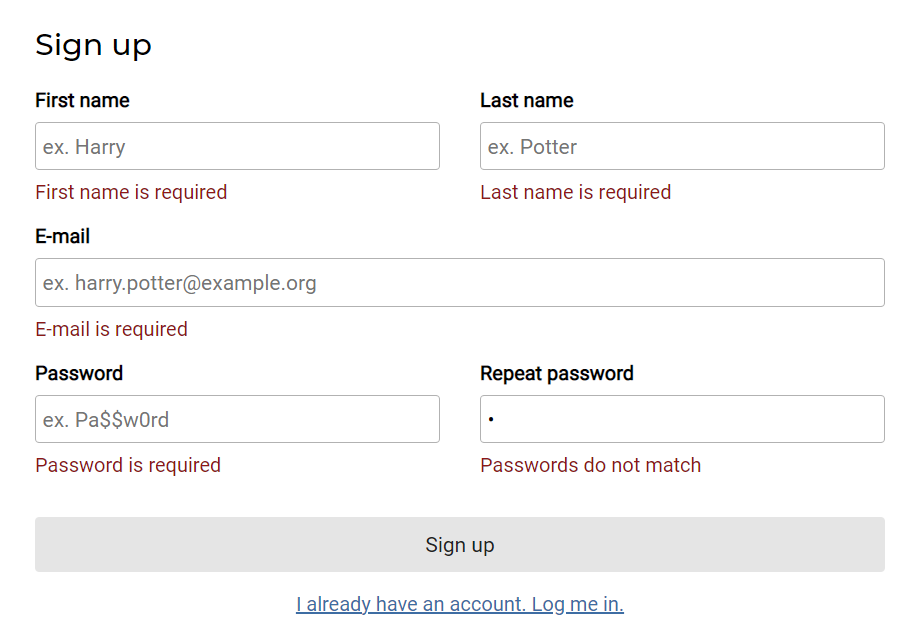 Sign up
First name
Last name
ex. Harry
ex. Potter
First name is required
Last name is required
E-mail
ex. harry.potter@example.org
E-mail is required
Password
Repeat password
ex. Pa$$w0rd
•
Password is required
Passwords do not match
Sign up
I already have an account. Log me in.